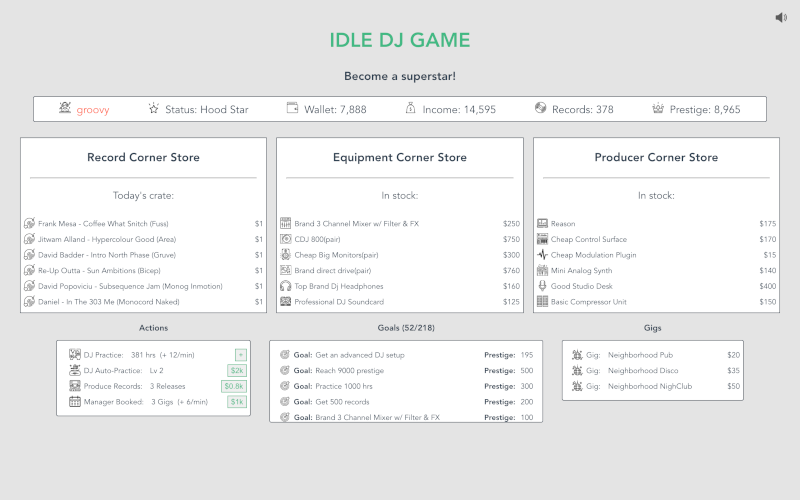 IDLE DJ GAME
Become a superstar!
groovy Status: Hood Star Wallet: 7,888 Income: 14,595 Records: 378 Prestige: 8,965
Record Corner Store
Today's crate:
Frank Mesa - Coffee What Snitch (Fuss) $1
Jitwam Alland - Hypercolour Good (Area) $1
David Badder - Intro North Phase (Gruve) $1
Re-Up Outta - Sun Ambitions (Bicep) $1
David Popoviciu - Subsequence Jam (Monog Inmotion) $1
Daniel - In The 303 Me (Monocord Naked) $1
Equipment Corner Store
In stock:
Brand 3 Channel Mixer w/ Filter & FX $250
CDJ 800(pair) $750
Cheap Big Monitors(pair) $300
Brand direct drive(pair) $760
Top Brand Dj Headphones $160
Professional DJ Soundcard $125
Producer Corner Store
In stock:
Reason $175
Cheap Control Surface $170
Cheap Modulation Plugin $15
Mini Analog Synth $140
Good Studio Desk $400
Basic Compressor Unit $150
Actions
DJ Practice: 381 hrs (+ 12/min) +
DJ Auto-Practice: Lv 2 $2k
Produce Records: 3 Releases $0.8k
Manager Booked: 3 Gigs (+ 6/min) $1k
Goals (52/218)
Goal: Get an advanced DJ setup Prestige: 195
Goal: Reach 9000 prestige Prestige: 500
Goal: Practice 1000 hrs Prestige: 300
Goal: Get 500 records Prestige: 200
Goal: Brand 3 Channel Mixer w/ Filter & FX Prestige: 100
Gigs
Gig: Neighborhood Pub $20
Gig: Neighborhood Disco $35
Gig: Neighborhood NighClub $50